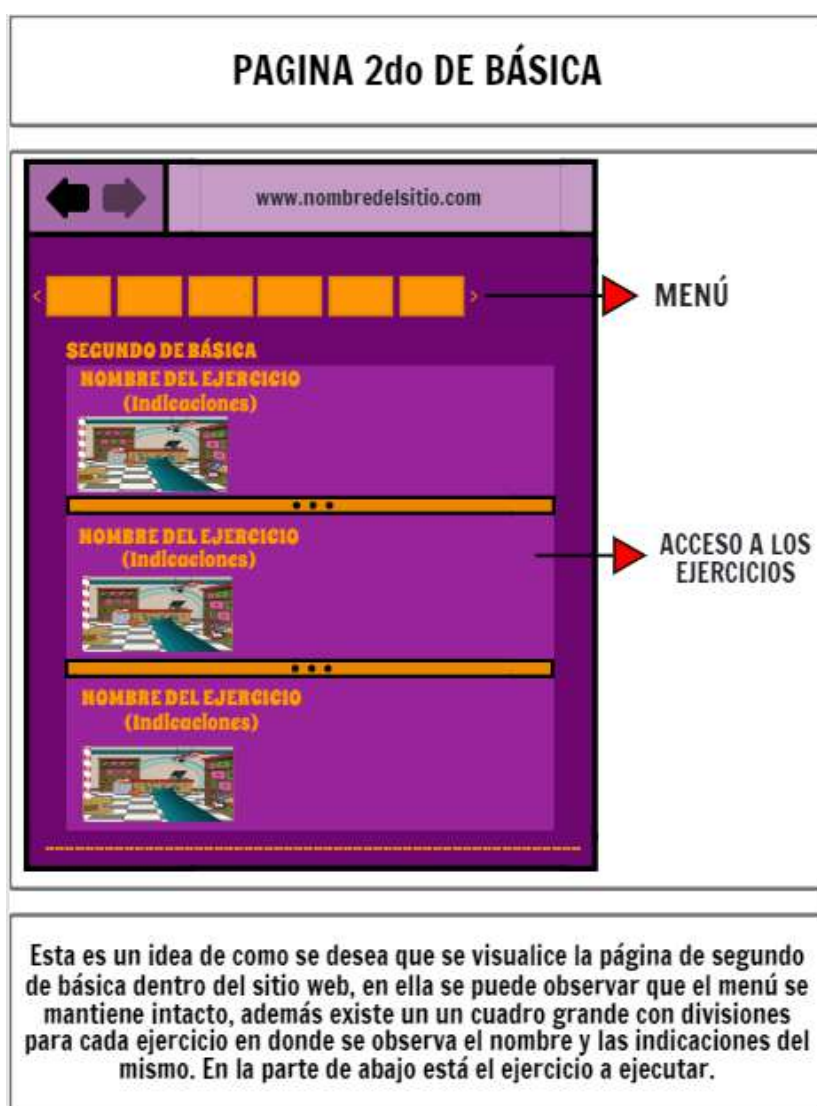 PAGINA 2do DE BÁSICA
www.nombredelsitio.com
<
>
MENÚ
SEGUNDO DE BÁSICA
NOMBRE DEL EJERCICIO
(Indicaciones)
NOMBRE DEL EJERCICIO
(Indicaciones)
ACCESO A LOS
EJERCICIOS
NOMBRE DEL EJERCICIO
(Indicaciones)
Esta es un idea de como se desea que se visualice la página de segundo
de básica dentro del sitio web, en ella se puede observar que el menú se
mantiene intacto, además existe un un cuadro grande con divisiones
para cada ejercicio en donde se observa el nombre y las indicaciones del
mismo. En la parte de abajo está el ejercicio a ejecutar.